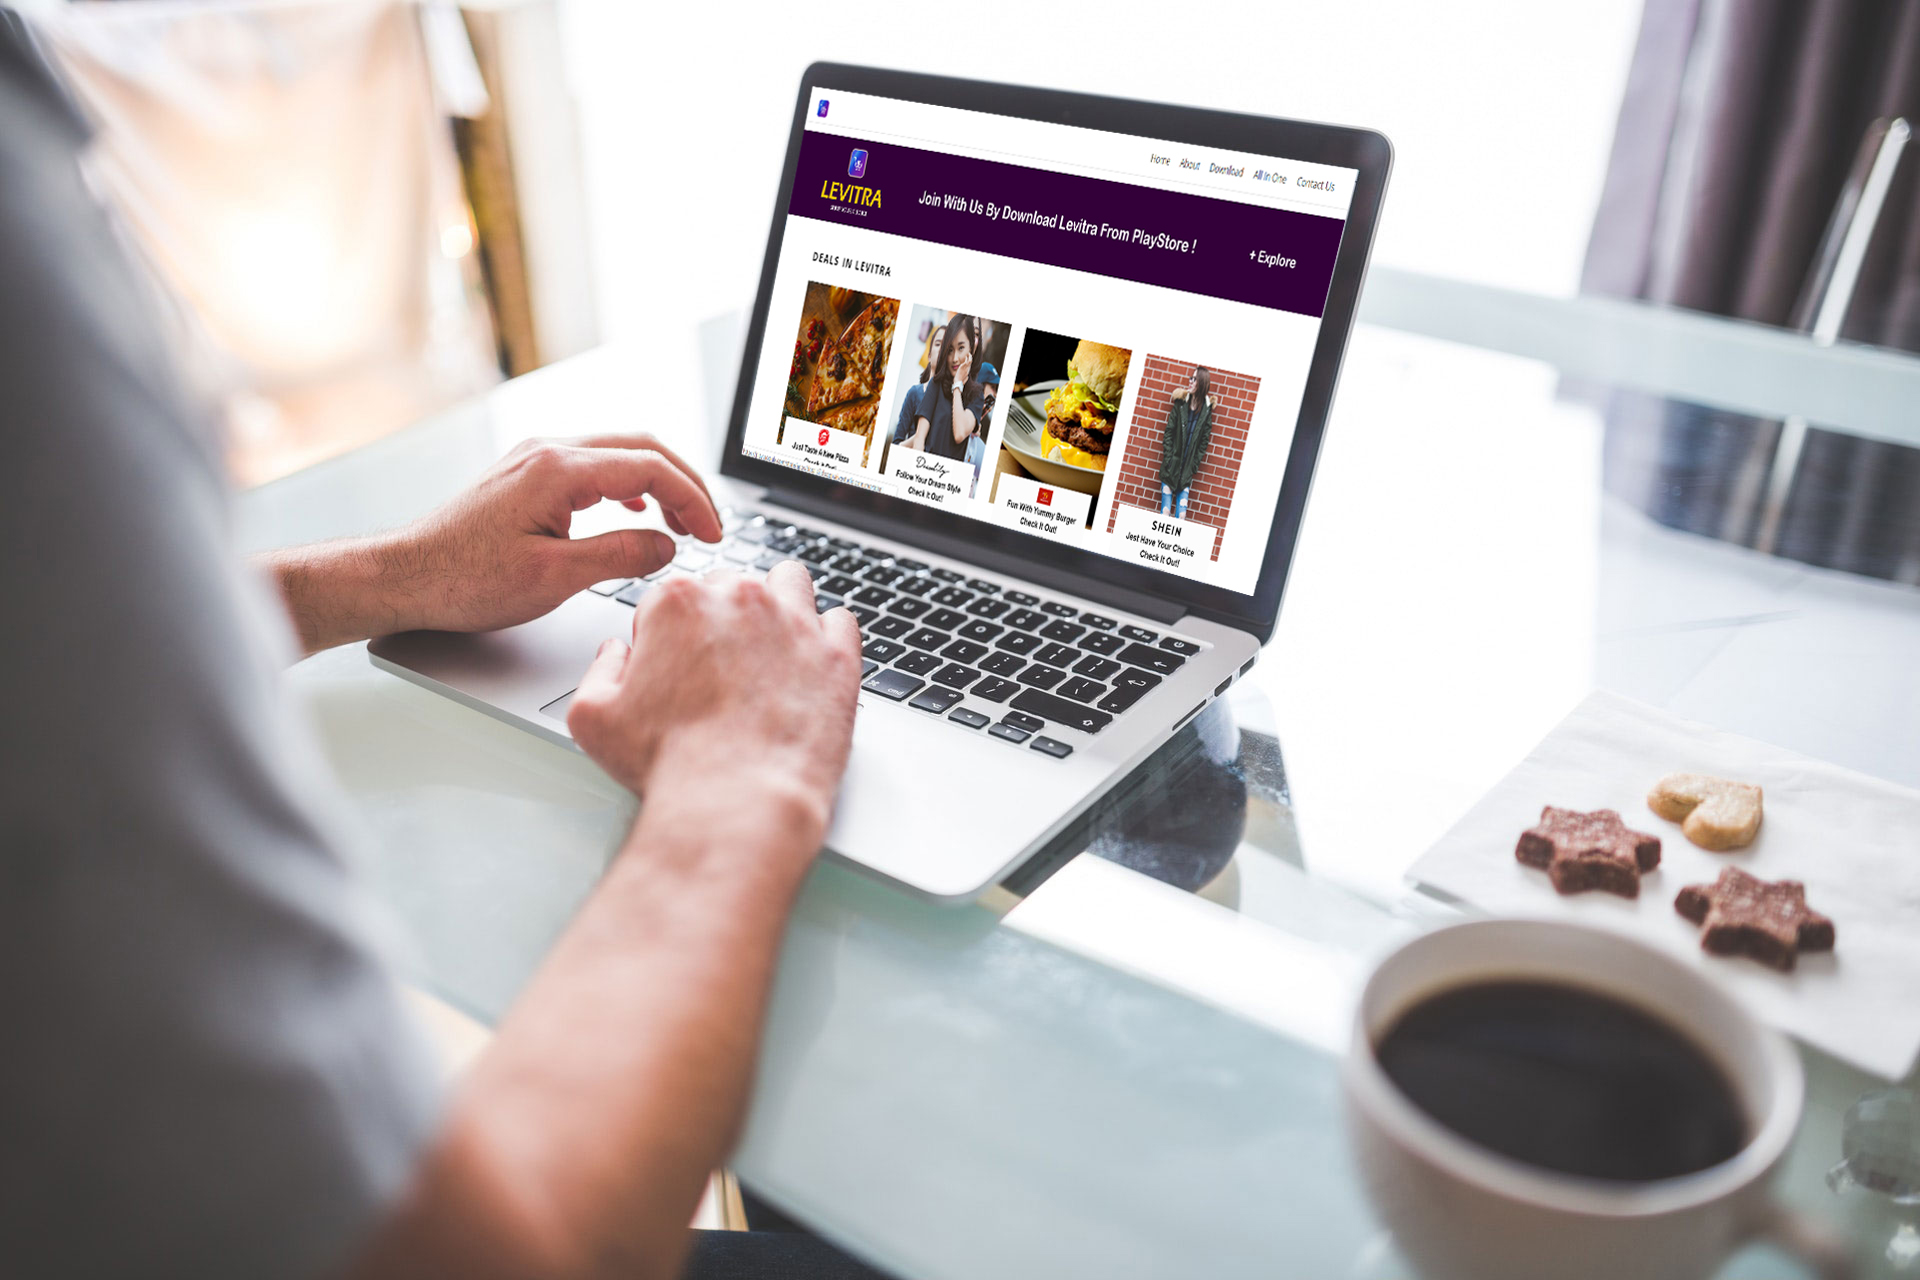 Home About Download All In One Contact Us
LEVITRA
Join With Us By Download Levitra From PlayStore !
+ Explore
DEALS IN LEVITRA
Just Taste A New Pizza
Check It Out!
Follow Your Dream Style
Check It Out!
Fun With Yummy Burger
Check It Out!
SHEIN
Jest Have Your Choice
Check It Out!
cmd